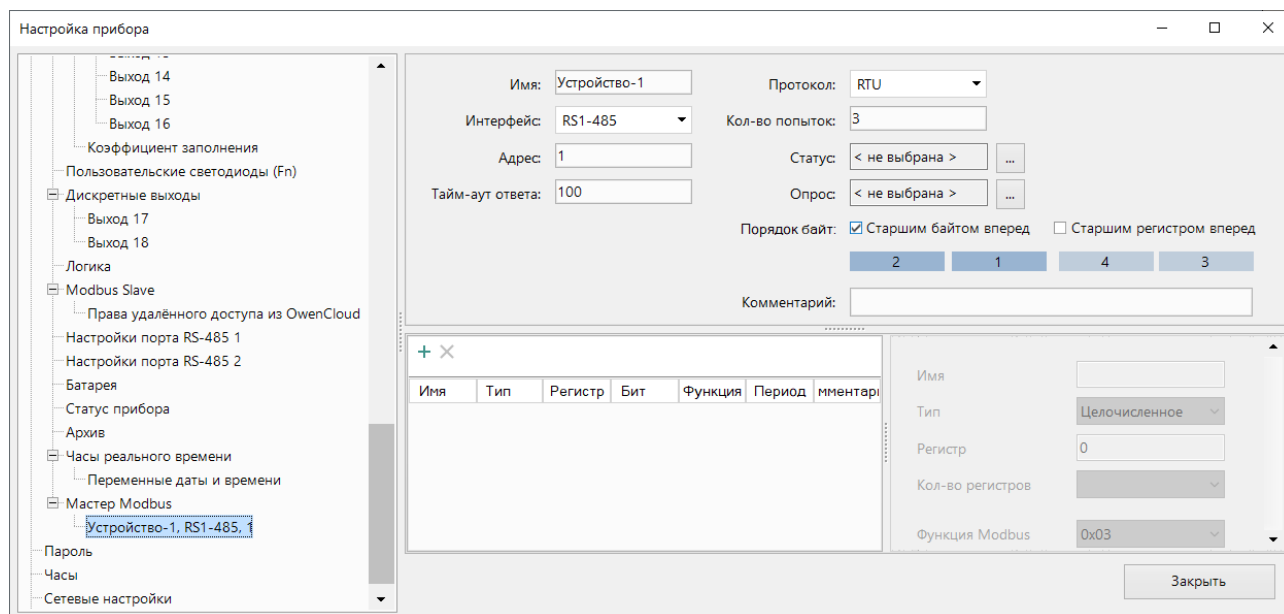 Настройка прибора
Выход 14
Выход 15
Выход 16
Коэффициент заполнения
Пользовательские светодиоды (Fn)
Дискретные выходы
Выход 17
Выход 18
Логика
Modbus Slave
Права удалённого доступа из OwenCloud
Настройки порта RS-485 1
Настройки порта RS-485 2
Батарея
Статус прибора
Архив
Часы реального времени
Переменные даты и времени
Мастер Modbus
Устройство-1, RS1-485, 1
Пароль
Часы
Сетевые настройки
Имя: Устройство-1 Протокол: RTU
Интерфейс: RS1-485 Кол-во попыток: 3
Адрес: 1 Статус: < не выбрана > ...
Тайм-аут ответа: 100 Опрос: < не выбрана > ...
Порядок байт: Старшим байтом вперед Старшим регистром вперед
2 1 4 3
Комментарий:
Имя Тип Регистр Бит Функция Период мментари
Имя
Тип Целочисленное
Регистр 0
Кол-во регистров
Функция Modbus 0x03
Закрыть